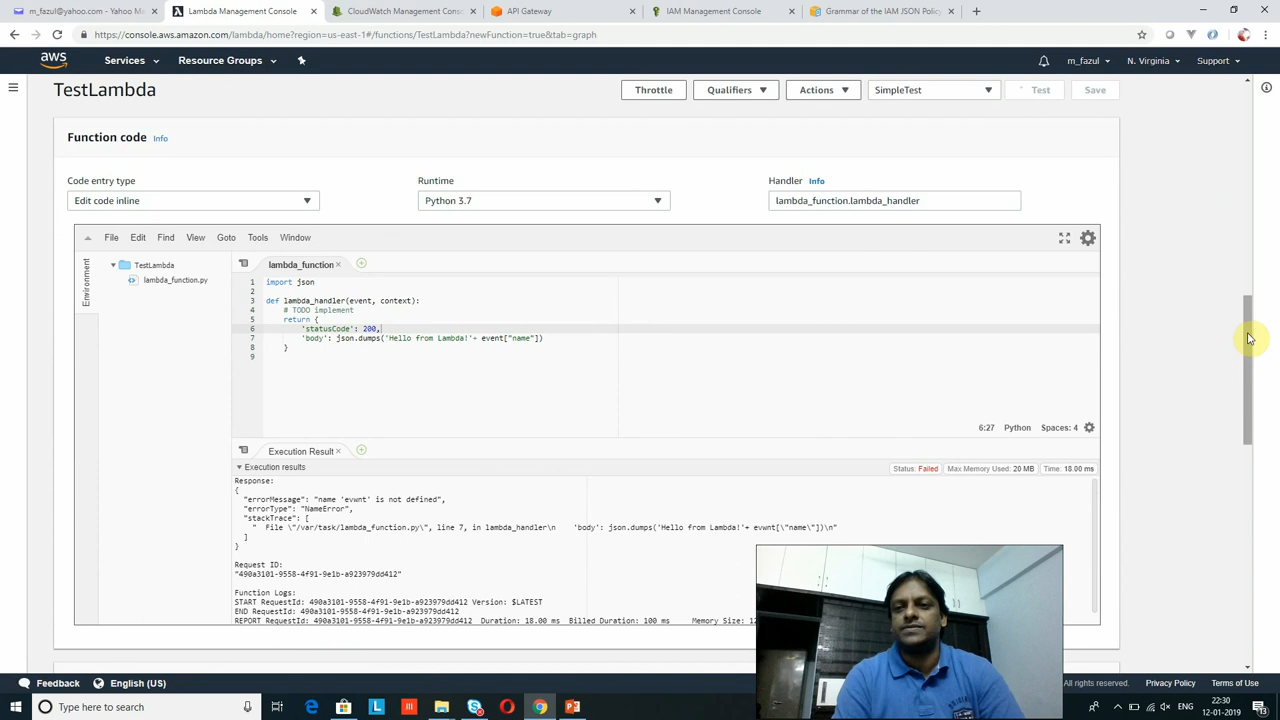 m_fazul@yahoo.com - Yahoo M
Lambda Management Console
CloudWatch Management Cons
API Gateway
IAM Management Console
Grammar of the IAM JSON Policy
https://console.aws.amazon.com/lambda/home?region=us-east-1#/functions/TestLambda?newFunction=true&tab=graph
aws
Services
Resource Groups
m_fazul
N. Virginia
Support
TestLambda
Throttle
Qualifiers
Actions
SimpleTest
Test
Save
Function code
Info
Code entry type
Runtime
Handler
Info
Edit code inline
Python 3.7
lambda_function.lambda_handler
File
Edit
Find
View
Goto
Tools
Window
Environment
TestLambda
lambda_function.py
lambda_function
1 import json
2
3 def lambda_handler(event, context):
4 # TODO implement
5 return {
6 'statusCode': 200,
7 'body': json.dumps('Hello from Lambda!'+ event["name"])
8 }
9
6:27
Python
Spaces: 4
Execution Result
Execution results
Status: Failed
Max Memory Used: 20 MB
Time: 18.00 ms
Response:
{
"errorMessage": "name 'evwnt' is not defined",
"errorType": "NameError",
"stackTrace": [
" File \"/var/task/lambda_function.py\", line 7, in lambda_handler\n 'body': json.dumps('Hello from Lambda!'+ evwnt[\"name\"])\n"
]
}
Request ID:
"490a3101-9558-4f91-9e1b-a923979dd412"
Function Logs:
START RequestId: 490a3101-9558-4f91-9e1b-a923979dd412 Version: $LATEST
END RequestId: 490a3101-9558-4f91-9e1b-a923979dd412
REPORT RequestId: 490a3101-9558-4f91-9e1b-a923979dd412 Duration: 18.00 ms Billed Duration: 100 ms Memory Size: 12
Feedback
English (US)
All rights reserved.
Privacy Policy
Terms of Use
Type here to search
ENG
22:30
12-01-2019